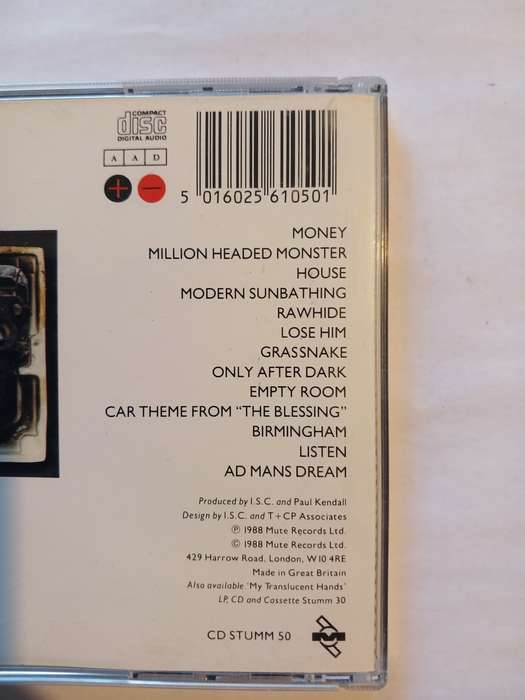 COMPACT
disc
DIGITAL AUDIO
A A D
+ −
5 016025 610501
MONEY
MILLION HEADED MONSTER
HOUSE
MODERN SUNBATHING
RAWHIDE
LOSE HIM
GRASSNAKE
ONLY AFTER DARK
EMPTY ROOM
CAR THEME FROM "THE BLESSING"
BIRMINGHAM
LISTEN
AD MANS DREAM
Produced by I.S.C. and Paul Kendall
Design by I.S.C. and T+CP Associates
℗ 1988 Mute Records Ltd.
© 1988 Mute Records Ltd.
429 Harrow Road, London, W10 4RE
Made in Great Britain
Also available 'My Translucent Hands'
LP, CD and Cassette Stumm 30
CD STUMM 50